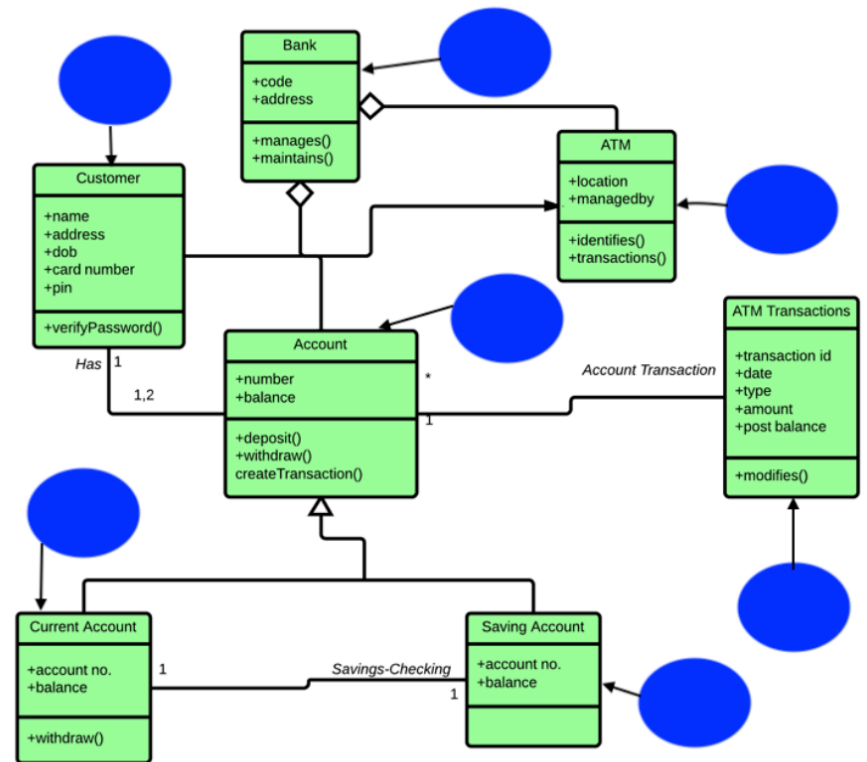 Bank
+code
+address
+manages()
+maintains()
ATM
+location
+managedby
+identifies()
+transactions()
Customer
+name
+address
+dob
+card number
+pin
+verifyPassword()
Has
1
1,2
Account
+number
+balance
+deposit()
+withdraw()
createTransaction()
*
1
Account Transaction
ATM Transactions
+transaction id
+date
+type
+amount
+post balance
+modifies()
Current Account
+account no.
+balance
+withdraw()
1
Savings-Checking
1
Saving Account
+account no.
+balance